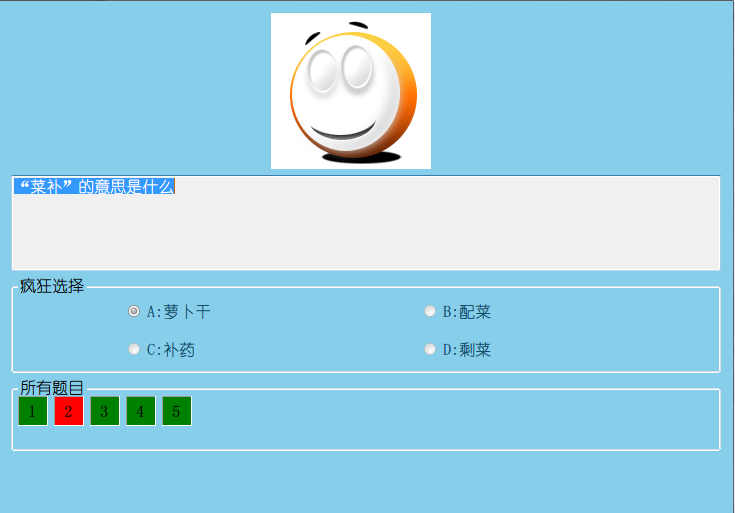 “菜补”的意思是什么
疯狂选择
A:萝卜干 B:配菜
C:补药 D:剩菜
所有题目
1 2 3 4 5